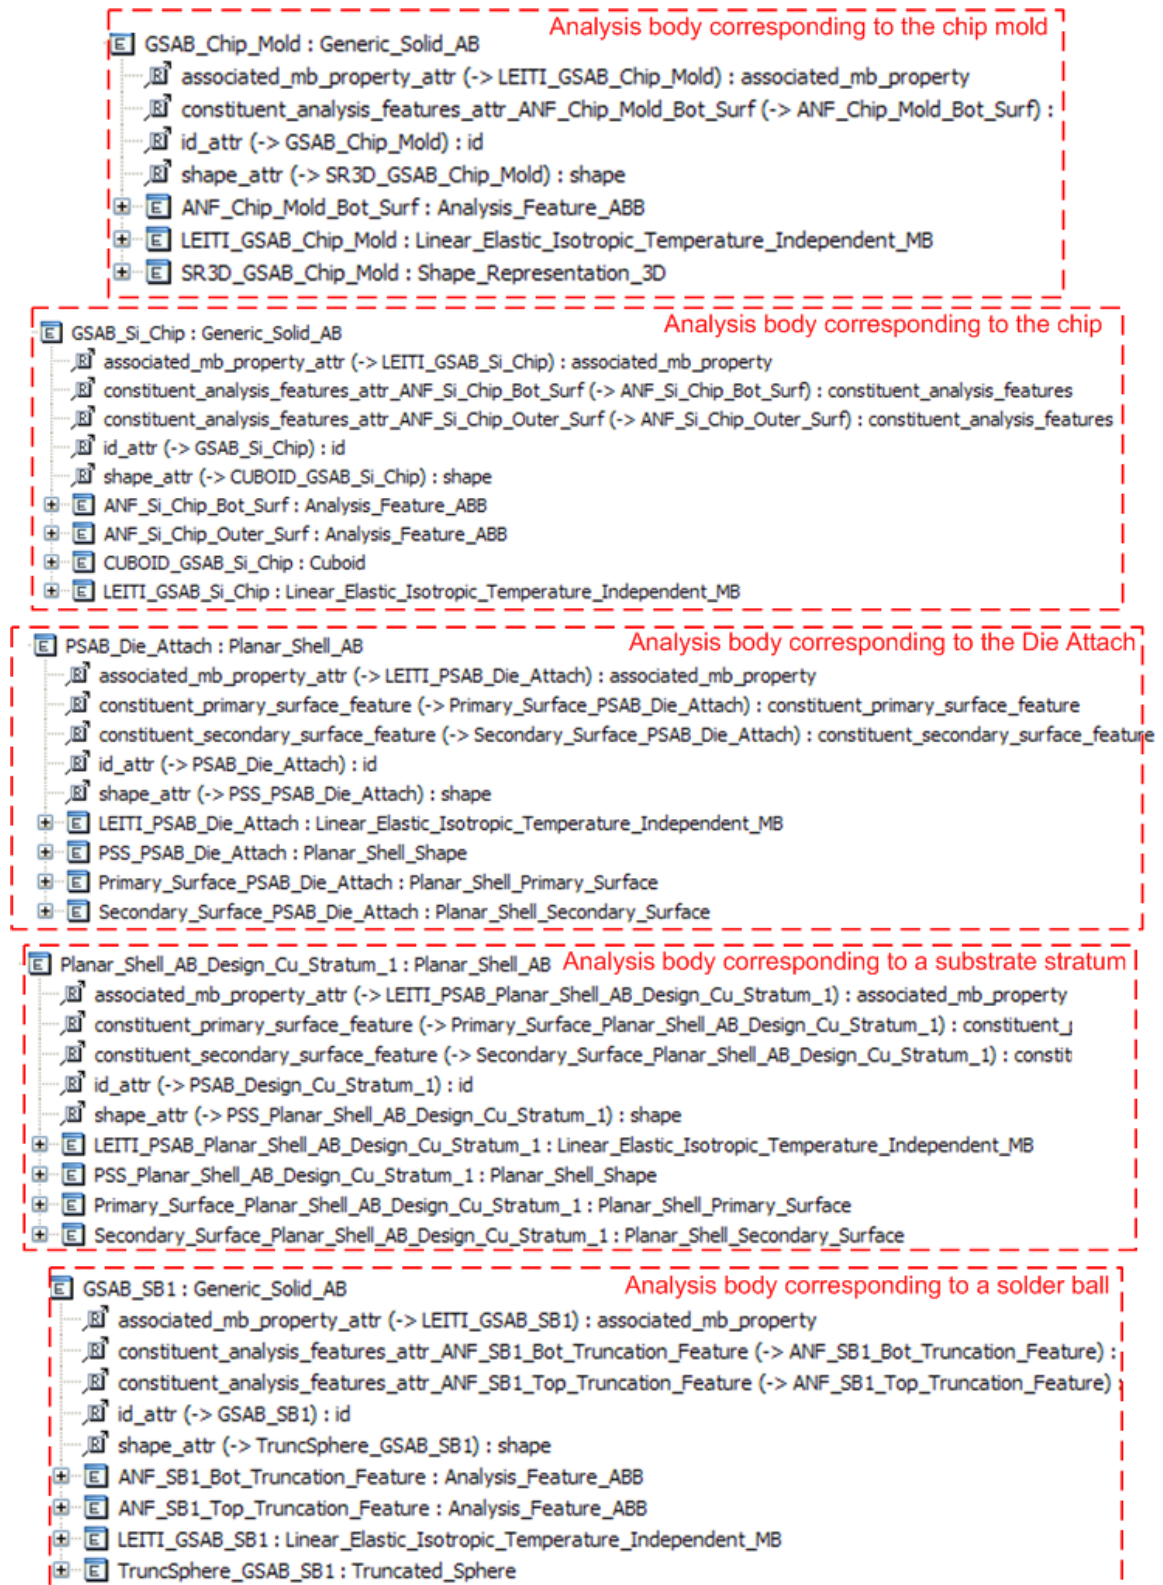 Analysis body corresponding to the chip mold
GSAB_Chip_Mold : Generic_Solid_AB
associated_mb_property_attr (-> LEITI_GSAB_Chip_Mold) : associated_mb_property
constituent_analysis_features_attr_ANF_Chip_Mold_Bot_Surf (-> ANF_Chip_Mold_Bot_Surf) :
id_attr (-> GSAB_Chip_Mold) : id
shape_attr (-> SR3D_GSAB_Chip_Mold) : shape
ANF_Chip_Mold_Bot_Surf : Analysis_Feature_ABB
LEITI_GSAB_Chip_Mold : Linear_Elastic_Isotropic_Temperature_Independent_MB
SR3D_GSAB_Chip_Mold : Shape_Representation_3D
Analysis body corresponding to the chip
GSAB_Si_Chip : Generic_Solid_AB
associated_mb_property_attr (-> LEITI_GSAB_Si_Chip) : associated_mb_property
constituent_analysis_features_attr_ANF_Si_Chip_Bot_Surf (-> ANF_Si_Chip_Bot_Surf) : constituent_analysis_features
constituent_analysis_features_attr_ANF_Si_Chip_Outer_Surf (-> ANF_Si_Chip_Outer_Surf) : constituent_analysis_features
id_attr (-> GSAB_Si_Chip) : id
shape_attr (-> CUBOID_GSAB_Si_Chip) : shape
ANF_Si_Chip_Bot_Surf : Analysis_Feature_ABB
ANF_Si_Chip_Outer_Surf : Analysis_Feature_ABB
CUBOID_GSAB_Si_Chip : Cuboid
LEITI_GSAB_Si_Chip : Linear_Elastic_Isotropic_Temperature_Independent_MB
Analysis body corresponding to the Die Attach
PSAB_Die_Attach : Planar_Shell_AB
associated_mb_property_attr (-> LEITI_PSAB_Die_Attach) : associated_mb_property
constituent_primary_surface_feature (-> Primary_Surface_PSAB_Die_Attach) : constituent_primary_surface_feature
constituent_secondary_surface_feature (-> Secondary_Surface_PSAB_Die_Attach) : constituent_secondary_surface_feature
id_attr (-> PSAB_Die_Attach) : id
shape_attr (-> PSS_PSAB_Die_Attach) : shape
LEITI_PSAB_Die_Attach : Linear_Elastic_Isotropic_Temperature_Independent_MB
PSS_PSAB_Die_Attach : Planar_Shell_Shape
Primary_Surface_PSAB_Die_Attach : Planar_Shell_Primary_Surface
Secondary_Surface_PSAB_Die_Attach : Planar_Shell_Secondary_Surface
Planar_Shell_AB_Design_Cu_Stratum_1 : Planar_Shell_AB Analysis body corresponding to a substrate stratum
associated_mb_property_attr (-> LEITI_PSAB_Planar_Shell_AB_Design_Cu_Stratum_1) : associated_mb_property
constituent_primary_surface_feature (-> Primary_Surface_Planar_Shell_AB_Design_Cu_Stratum_1) : constituent_p
constituent_secondary_surface_feature (-> Secondary_Surface_Planar_Shell_AB_Design_Cu_Stratum_1) : constit
id_attr (-> PSAB_Design_Cu_Stratum_1) : id
shape_attr (-> PSS_Planar_Shell_AB_Design_Cu_Stratum_1) : shape
LEITI_PSAB_Planar_Shell_AB_Design_Cu_Stratum_1 : Linear_Elastic_Isotropic_Temperature_Independent_MB
PSS_Planar_Shell_AB_Design_Cu_Stratum_1 : Planar_Shell_Shape
Primary_Surface_Planar_Shell_AB_Design_Cu_Stratum_1 : Planar_Shell_Primary_Surface
Secondary_Surface_Planar_Shell_AB_Design_Cu_Stratum_1 : Planar_Shell_Secondary_Surface
Analysis body corresponding to a solder ball
GSAB_SB1 : Generic_Solid_AB
associated_mb_property_attr (-> LEITI_GSAB_SB1) : associated_mb_property
constituent_analysis_features_attr_ANF_SB1_Bot_Truncation_Feature (-> ANF_SB1_Bot_Truncation_Feature) :
constituent_analysis_features_attr_ANF_SB1_Top_Truncation_Feature (-> ANF_SB1_Top_Truncation_Feature) :
id_attr (-> GSAB_SB1) : id
shape_attr (-> TruncSphere_GSAB_SB1) : shape
ANF_SB1_Bot_Truncation_Feature : Analysis_Feature_ABB
ANF_SB1_Top_Truncation_Feature : Analysis_Feature_ABB
LEITI_GSAB_SB1 : Linear_Elastic_Isotropic_Temperature_Independent_MB
TruncSphere_GSAB_SB1 : Truncated_Sphere